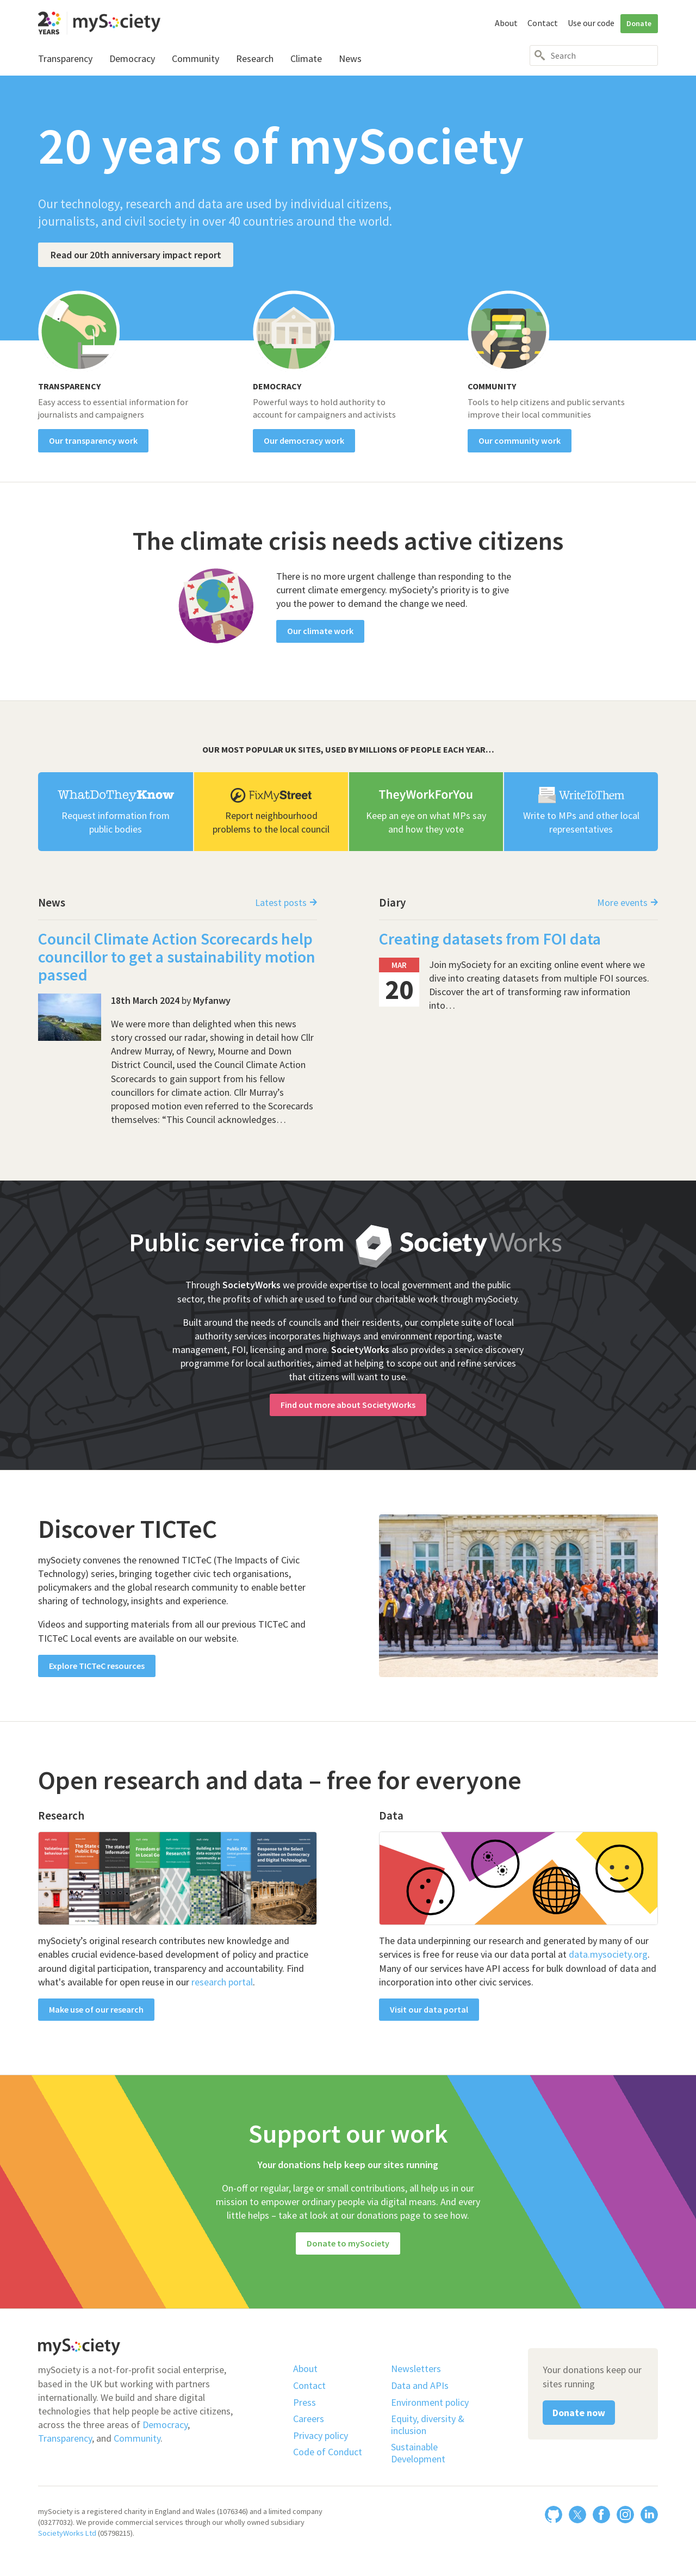 20 YEARS mySociety
About Contact Use our code Donate
Transparency Democracy Community Research Climate News
Search
20 years of mySociety
Our technology, research and data are used by individual citizens,
journalists, and civil society in over 40 countries around the world.
Read our 20th anniversary impact report
TRANSPARENCY
Easy access to essential information for
journalists and campaigners
Our transparency work
DEMOCRACY
Powerful ways to hold authority to
account for campaigners and activists
Our democracy work
COMMUNITY
Tools to help citizens and public servants
improve their local communities
Our community work
The climate crisis needs active citizens
There is no more urgent challenge than responding to the
current climate emergency. mySociety’s priority is to give
you the power to demand the change we need.
Our climate work
OUR MOST POPULAR UK SITES, USED BY MILLIONS OF PEOPLE EACH YEAR…
WhatDoTheyKnow
Request information from
public bodies
FixMyStreet
Report neighbourhood
problems to the local council
TheyWorkForYou
Keep an eye on what MPs say
and how they vote
WriteToThem
Write to MPs and other local
representatives
News
Latest posts →
Council Climate Action Scorecards help
councillor to get a sustainability motion
passed
18th March 2024 by Myfanwy
We were more than delighted when this news
story crossed our radar, showing in detail how Cllr
Andrew Murray, of Newry, Mourne and Down
District Council, used the Council Climate Action
Scorecards to gain support from his fellow
councillors for climate action. Cllr Murray’s
proposed motion even referred to the Scorecards
themselves: “This Council acknowledges…
Diary
More events →
Creating datasets from FOI data
MAR
20
Join mySociety for an exciting online event where we
dive into creating datasets from multiple FOI sources.
Discover the art of transforming raw information
into…
Public service from SocietyWorks
Through SocietyWorks we provide expertise to local government and the public
sector, the profits of which are used to fund our charitable work through mySociety.
Built around the needs of councils and their residents, our complete suite of local
authority services incorporates highways and environment reporting, waste
management, FOI, licensing and more. SocietyWorks also provides a service discovery
programme for local authorities, aimed at helping to scope out and refine services
that citizens will want to use.
Find out more about SocietyWorks
Discover TICTeC
mySociety convenes the renowned TICTeC (The Impacts of Civic
Technology) series, bringing together civic tech organisations,
policymakers and the global research community to enable better
sharing of technology, insights and experience.
Videos and supporting materials from all our previous TICTeC and
TICTeC Local events are available on our website.
Explore TICTeC resources
Open research and data – free for everyone
Research
Response to the Select
Committee on Democracy
and Digital Technologies
mySociety’s original research contributes new knowledge and
enables crucial evidence-based development of policy and practice
around digital participation, transparency and accountability. Find
what's available for open reuse in our research portal.
Make use of our research
Data
The data underpinning our research and generated by many of our
services is free for reuse via our data portal at data.mysociety.org.
Many of our services have API access for bulk download of data and
incorporation into other civic services.
Visit our data portal
Support our work
Your donations help keep our sites running
On-off or regular, large or small contributions, all help us in our
mission to empower ordinary people via digital means. And every
little helps – take at look at our donations page to see how.
Donate to mySociety
mySociety
mySociety is a not-for-profit social enterprise,
based in the UK but working with partners
internationally. We build and share digital
technologies that help people be active citizens,
across the three areas of Democracy,
Transparency, and Community.
About
Contact
Press
Careers
Privacy policy
Code of Conduct
Newsletters
Data and APIs
Environment policy
Equity, diversity &
inclusion
Sustainable
Development
Your donations keep our
sites running
Donate now
mySociety is a registered charity in England and Wales (1076346) and a limited company
(03277032). We provide commercial services through our wholly owned subsidiary
SocietyWorks Ltd (05798215).